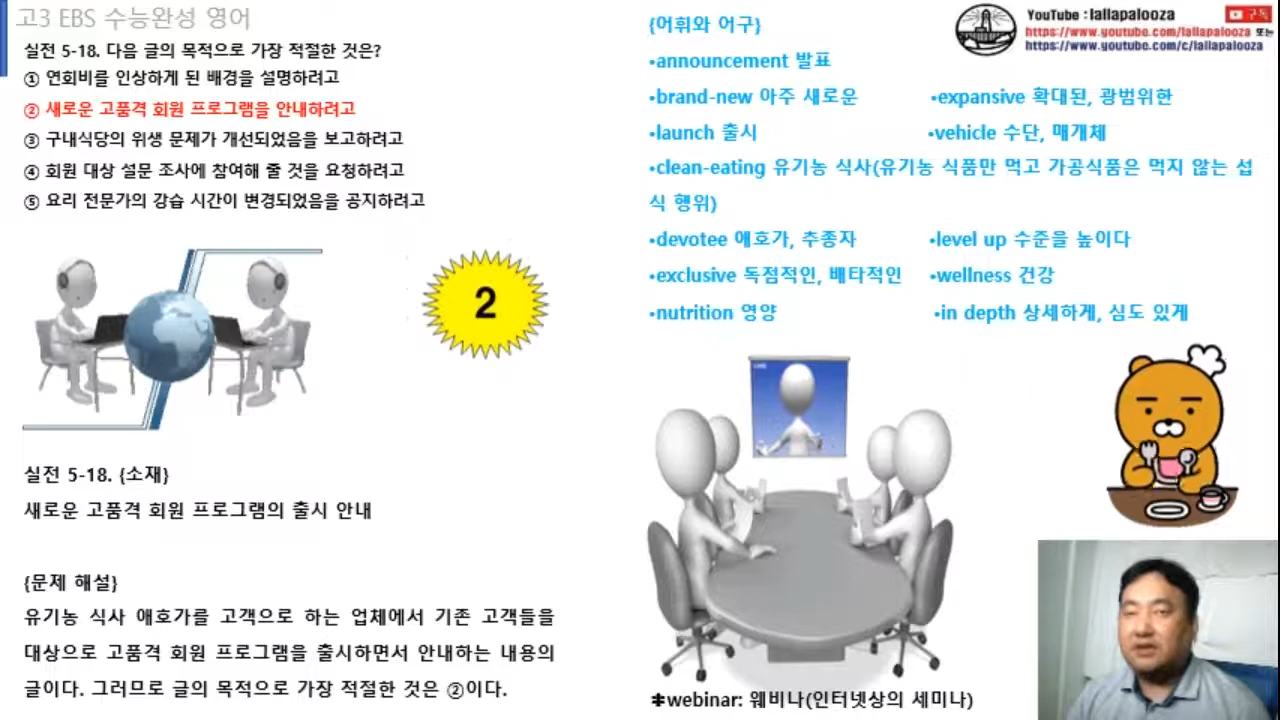 고3 EBS 수능완성 영어
실전 5-18. 다음 글의 목적으로 가장 적절한 것은?
① 연회비를 인상하게 된 배경을 설명하려고
② 새로운 고품격 회원 프로그램을 안내하려고
③ 구내식당의 위생 문제가 개선되었음을 보고하려고
④ 회원 대상 설문 조사에 참여해 줄 것을 요청하려고
⑤ 요리 전문가의 강습 시간이 변경되었음을 공지하려고
2
실전 5-18. {소재}
새로운 고품격 회원 프로그램의 출시 안내
{문제 해설}
유기농 식사 애호가를 고객으로 하는 업체에서 기존 고객들을
대상으로 고품격 회원 프로그램을 출시하면서 안내하는 내용의
글이다. 그러므로 글의 목적으로 가장 적절한 것은 ②이다.
{어휘와 어구}
•announcement 발표
•brand-new 아주 새로운 •expansive 확대된, 광범위한
•launch 출시 •vehicle 수단, 매개체
•clean-eating 유기농 식사(유기농 식품만 먹고 가공식품은 먹지 않는 섭
식 행위)
•devotee 애호가, 추종자 •level up 수준을 높이다
•exclusive 독점적인, 배타적인 •wellness 건강
•nutrition 영양 •in depth 상세하게, 심도 있게
*webinar: 웨비나(인터넷상의 세미나)
YouTube : lallapalooza
구독
https://www.youtube.com/lallapalooza 또는
https://www.youtube.com/c/lallapalooza